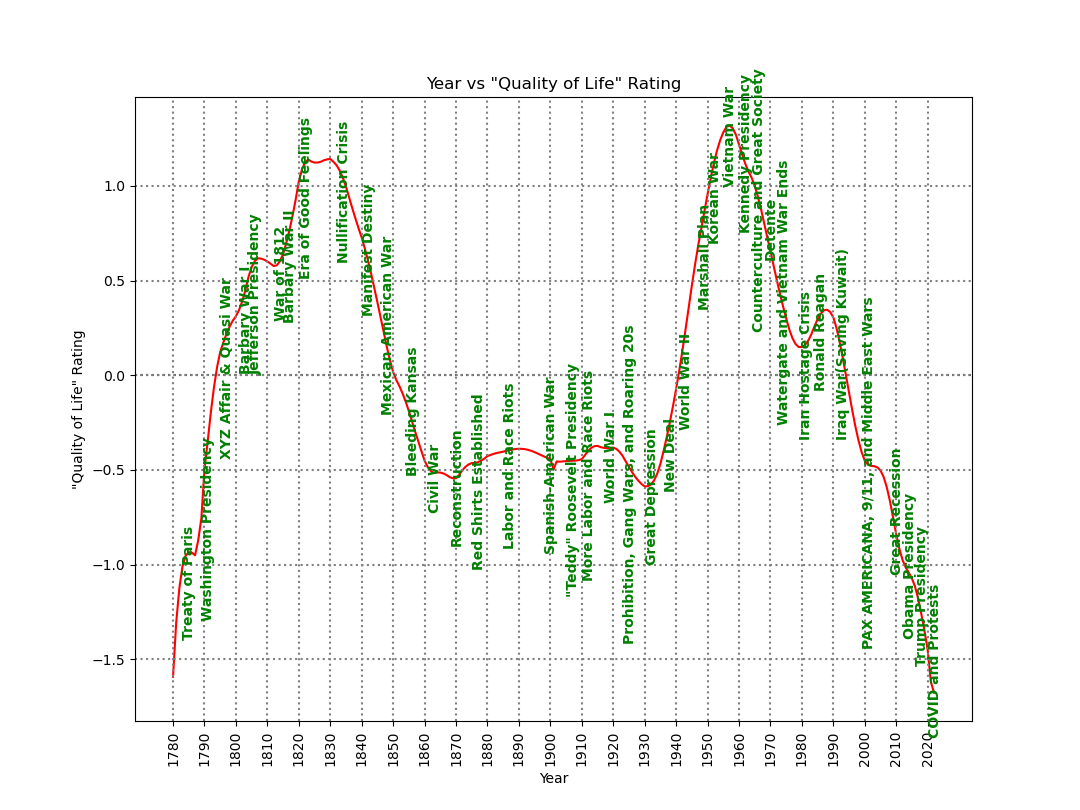 Year vs "Quality of Life" Rating
"Quality of Life" Rating
1.0
0.5
0.0
−0.5
−1.0
−1.5
Treaty of Paris
Washington Presidency
XYZ Affair & Quasi War
Barbary War I
Jefferson Presidency
War of 1812
Barbary War II
Era of Good Feelings
Nullification Crisis
Manifest Destiny
Mexican American War
Bleeding Kansas
Civil War
Reconstruction
Red Shirts Established
Labor and Race Riots
Spanish-American War
"Teddy" Roosevelt Presidency
More Labor and Race Riots
World War I
Prohibition, Gang Wars, and Roaring 20s
Great Depression
New Deal
World War II
Marshall Plan
Korean War
Vietnam War
Kennedy Presidency
Counterculture and Great Society
Detente
Watergate and Vietnam War Ends
Iran Hostage Crisis
Ronald Reagan
Iraq War(Saving Kuwait)
PAX AMERICANA, 9/11, and Middle East Wars
Great Recession
Obama Presidency
Trump Presidency
COVID and Protests
1780
1790
1800
1810
1820
1830
1840
1850
1860
1870
1880
1890
1900
1910
1920
1930
1940
1950
1960
1970
1980
1990
2000
2010
2020
Year